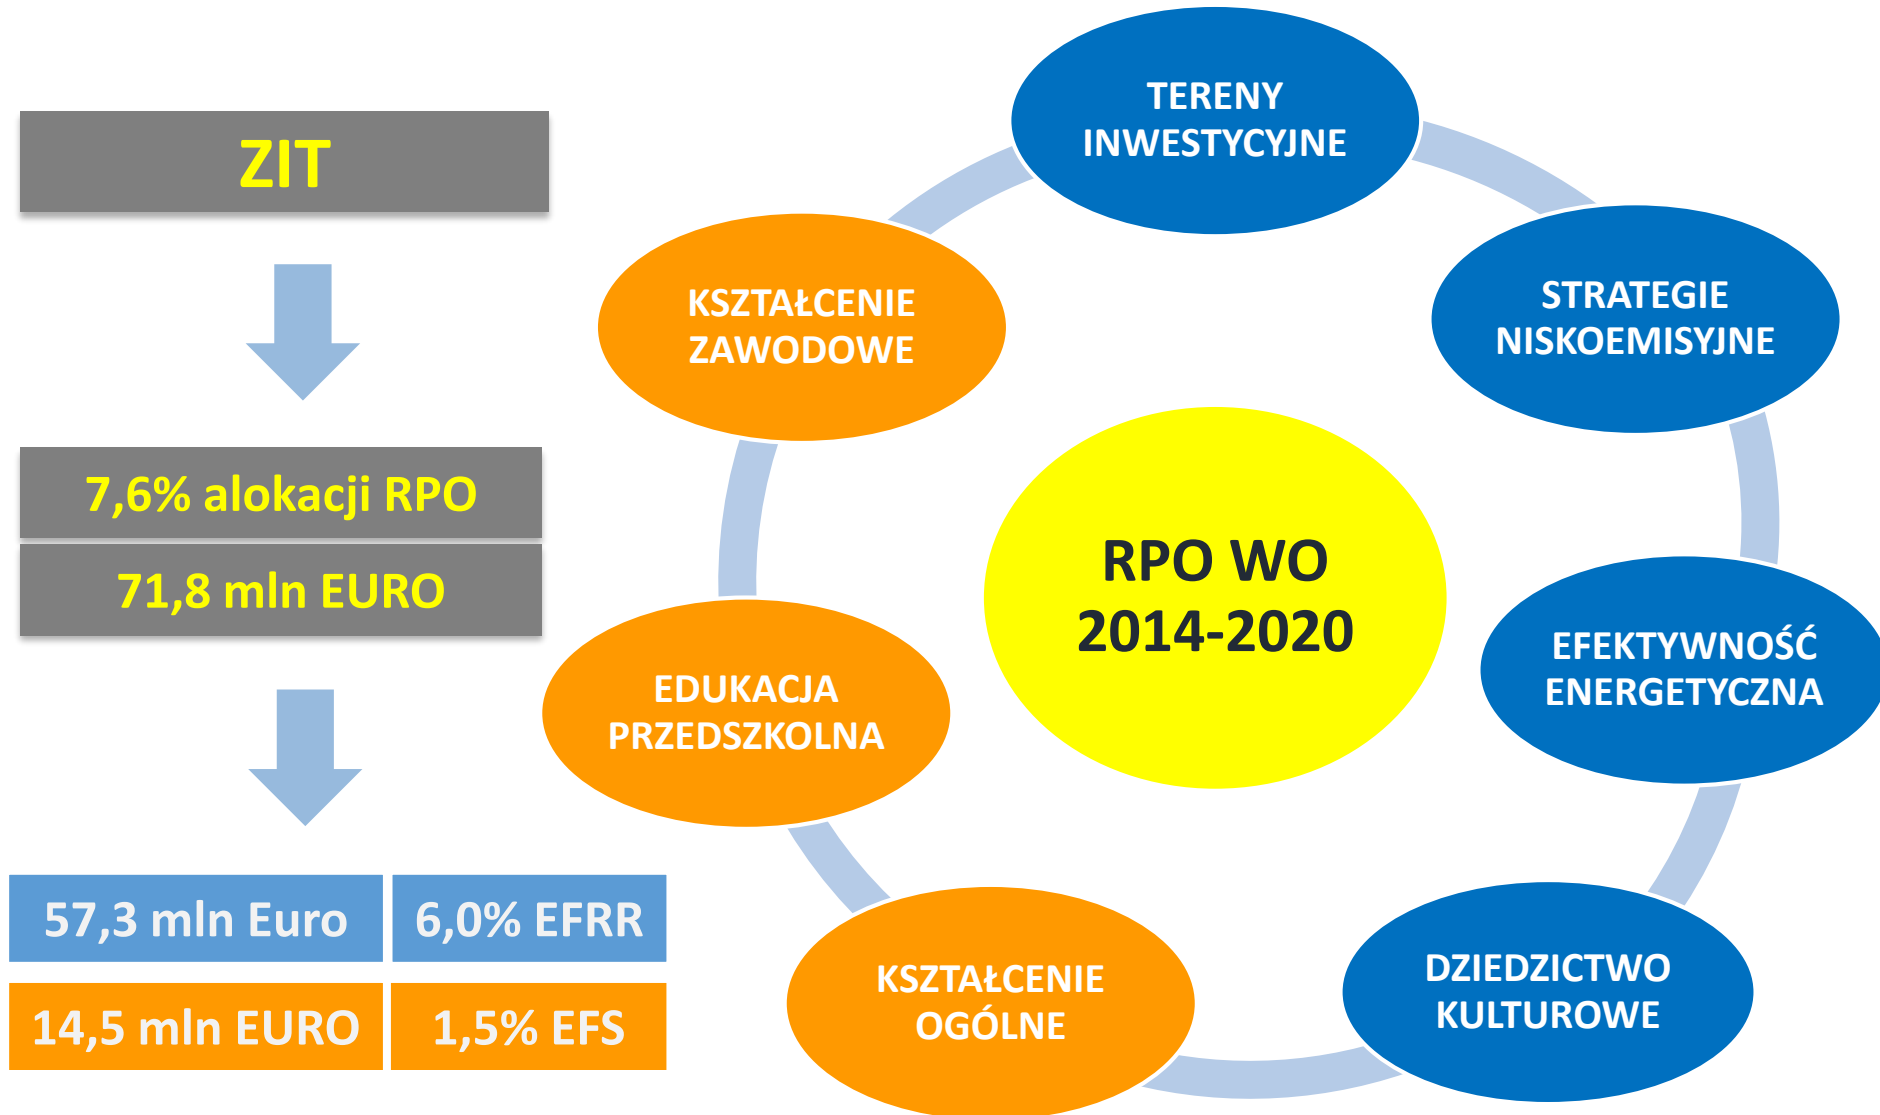 ZIT
7,6% alokacji RPO
71,8 mln EURO
57,3 mln Euro
6,0% EFRR
14,5 mln EURO
1,5% EFS
TERENY
INWESTYCYJNE
STRATEGIE
NISKOEMISYJNE
EFEKTYWNOŚĆ
ENERGETYCZNA
DZIEDZICTWO
KULTUROWE
KSZTAŁCENIE
OGÓLNE
EDUKACJA
PRZEDSZKOLNA
KSZTAŁCENIE
ZAWODOWE
RPO WO
2014-2020